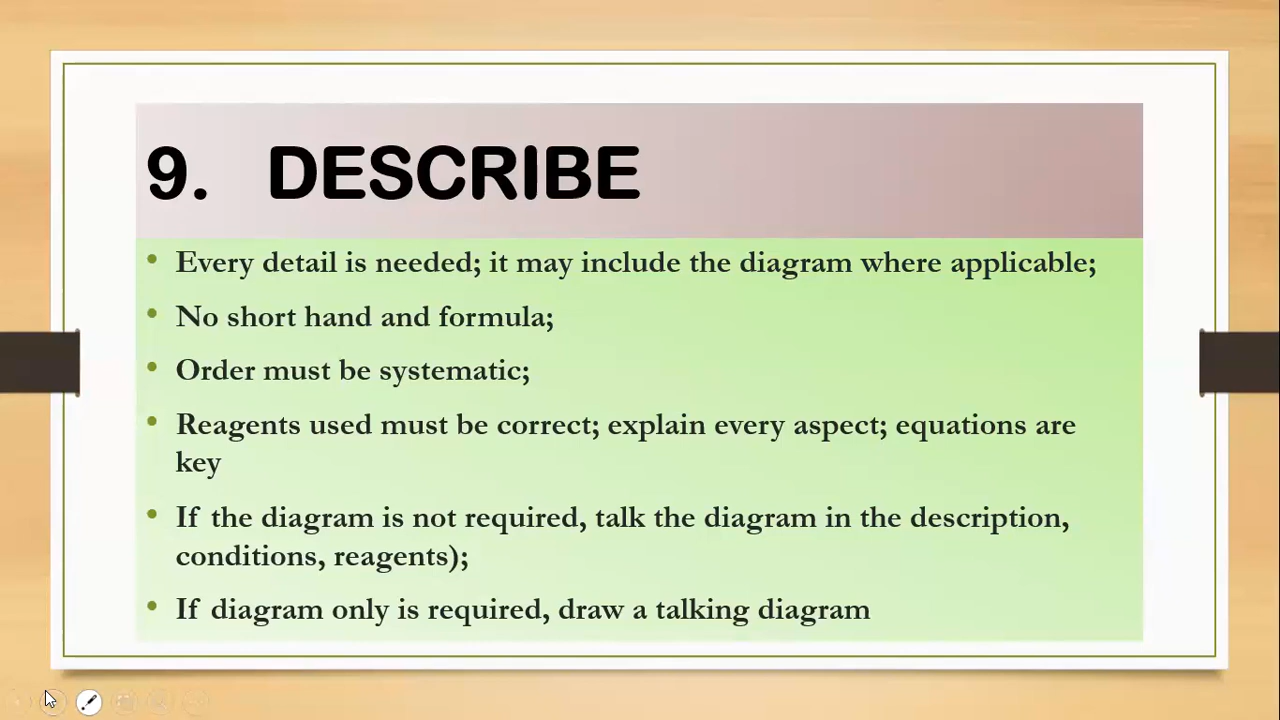 9. DESCRIBE
• Every detail is needed; it may include the diagram where applicable;
• No short hand and formula;
• Order must be systematic;
• Reagents used must be correct; explain every aspect; equations are
key
• If the diagram is not required, talk the diagram in the description,
conditions, reagents);
• If diagram only is required, draw a talking diagram